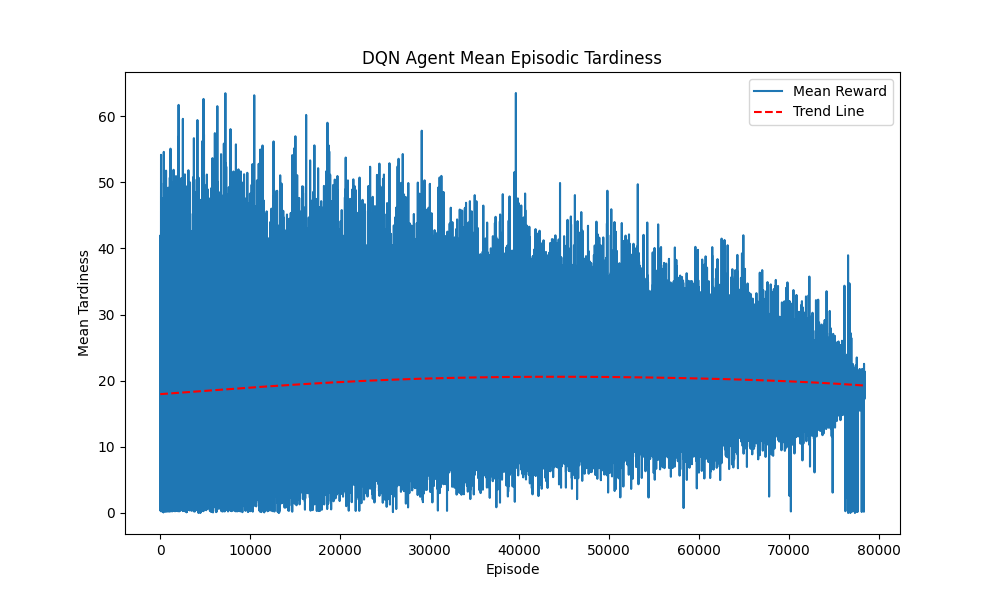 DQN Agent Mean Episodic Tardiness
Mean Reward
Trend Line
Mean Tardiness
60
50
40
30
20
10
0
0 10000 20000 30000 40000 50000 60000 70000 80000
Episode